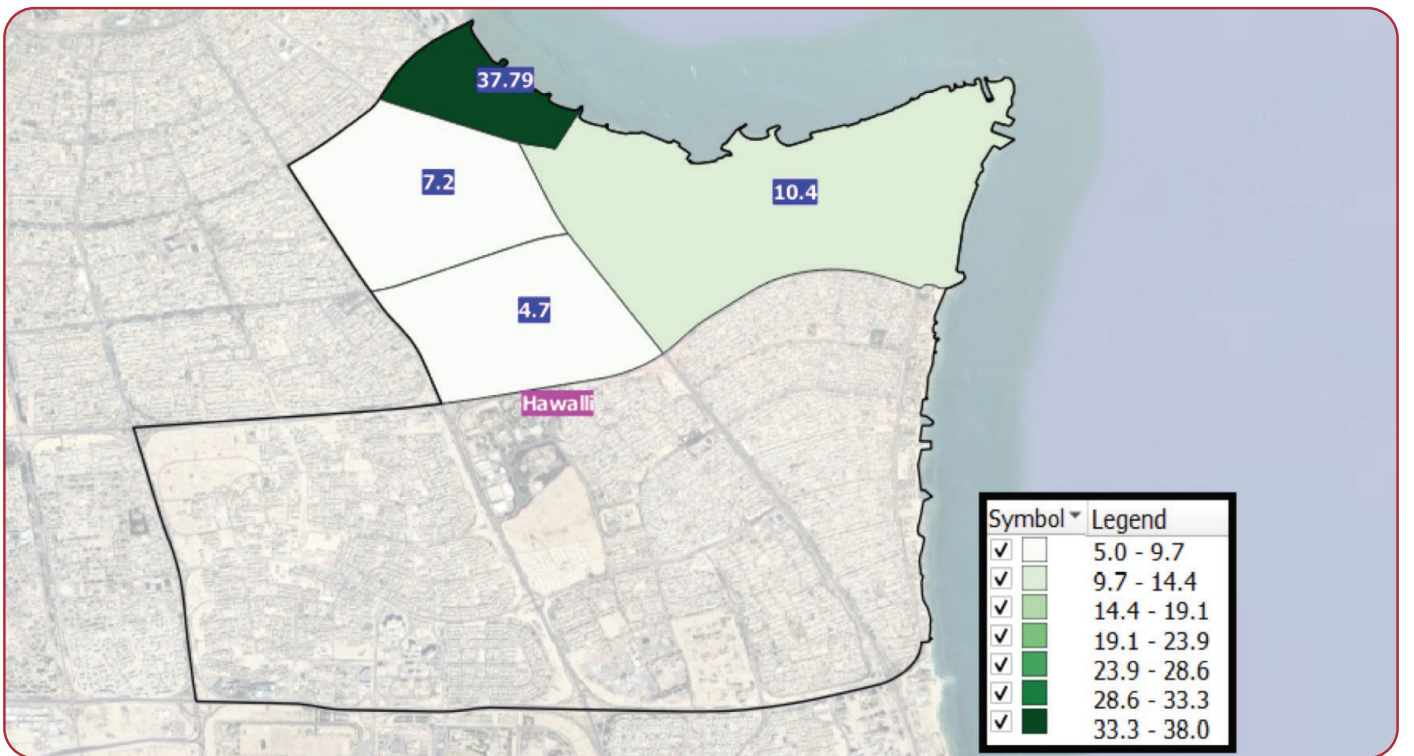 37.79
7.2
10.4
4.7
Hawalli
Symbol Legend
5.0 - 9.7
9.7 - 14.4
14.4 - 19.1
19.1 - 23.9
23.9 - 28.6
28.6 - 33.3
33.3 - 38.0